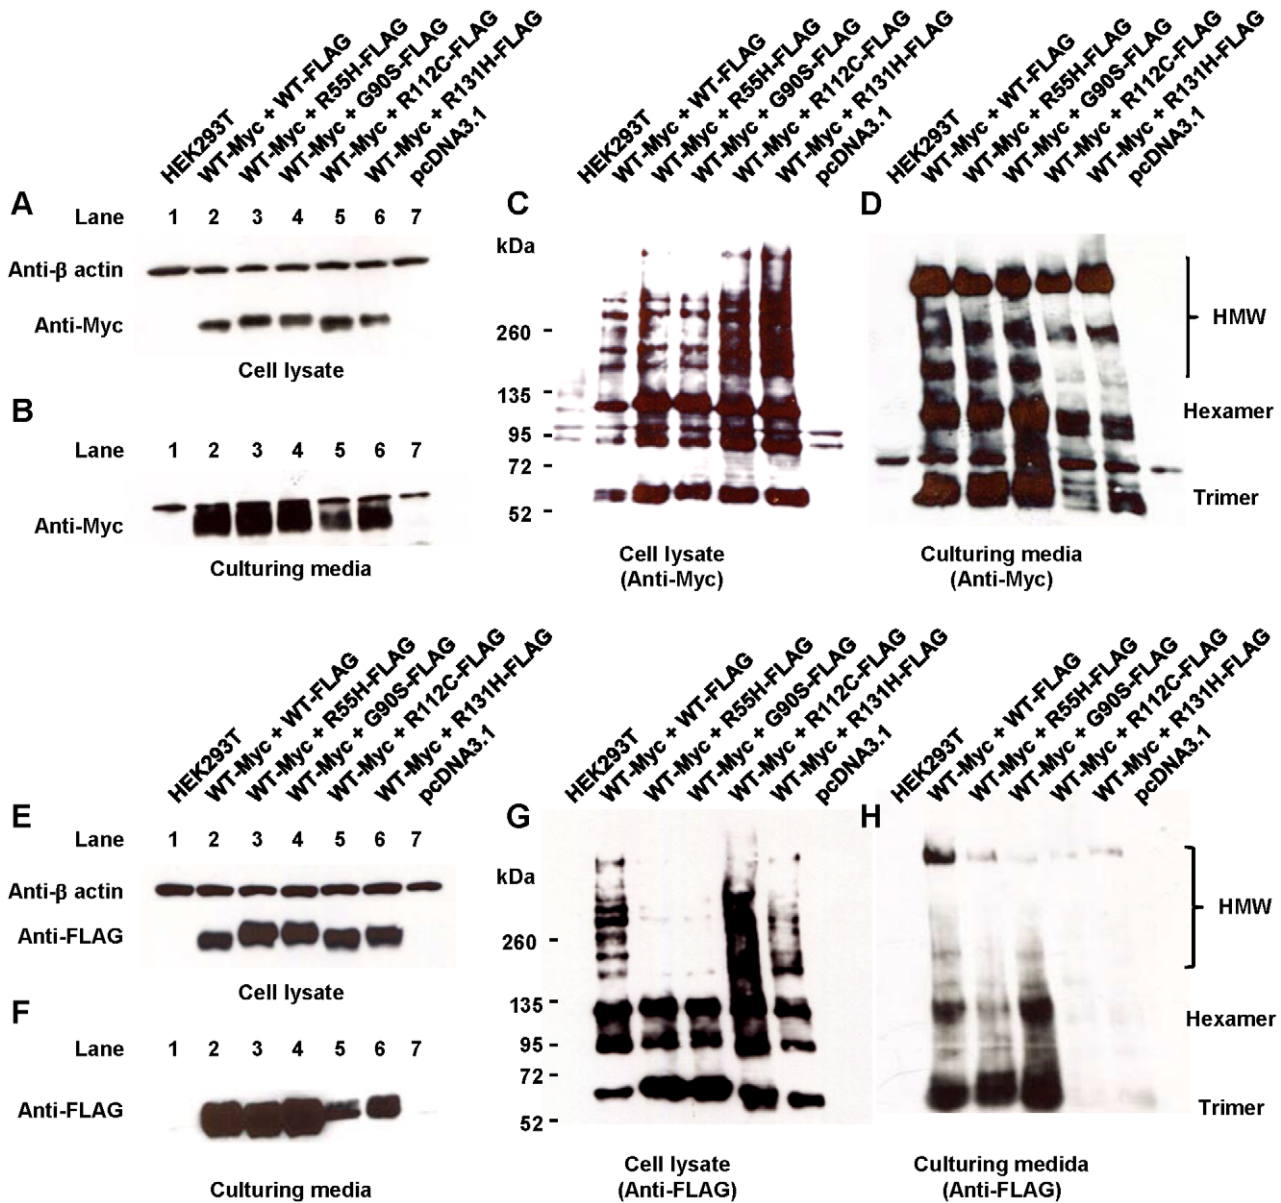 HEK293T
WT-Myc + WT-FLAG
WT-Myc + R55H-FLAG
WT-Myc + G90S-FLAG
WT-Myc + R112C-FLAG
WT-Myc + R131H-FLAG
pcDNA3.1
HEK293T
WT-Myc + WT-FLAG
WT-Myc + R55H-FLAG
WT-Myc + G90S-FLAG
WT-Myc + R112C-FLAG
WT-Myc + R131H-FLAG
pcDNA3.1
HEK293T
WT-Myc + WT-FLAG
WT-Myc + R55H-FLAG
WT-Myc + G90S-FLAG
WT-Myc + R112C-FLAG
WT-Myc + R131H-FLAG
pcDNA3.1
A
Lane 1 2 3 4 5 6 7
Anti-β actin
Anti-Myc
Cell lysate
B
Lane 1 2 3 4 5 6 7
Anti-Myc
Culturing media
C
kDa
260
135
95
72
52
Cell lysate
(Anti-Myc)
D
HMW
Hexamer
Trimer
Culturing media
(Anti-Myc)
HEK293T
WT-Myc + WT-FLAG
WT-Myc + R55H-FLAG
WT-Myc + G90S-FLAG
WT-Myc + R112C-FLAG
WT-Myc + R131H-FLAG
pcDNA3.1
HEK293T
WT-Myc + WT-FLAG
WT-Myc + R55H-FLAG
WT-Myc + G90S-FLAG
WT-Myc + R112C-FLAG
WT-Myc + R131H-FLAG
pcDNA3.1
HEK293T
WT-Myc + WT-FLAG
WT-Myc + R55H-FLAG
WT-Myc + G90S-FLAG
WT-Myc + R112C-FLAG
WT-Myc + R131H-FLAG
pcDNA3.1
E
Lane 1 2 3 4 5 6 7
Anti-β actin
Anti-FLAG
Cell lysate
F
Lane 1 2 3 4 5 6 7
Anti-FLAG
Culturing media
G
kDa
260
135
95
72
52
Cell lysate
(Anti-FLAG)
H
HMW
Hexamer
Trimer
Culturing medida
(Anti-FLAG)